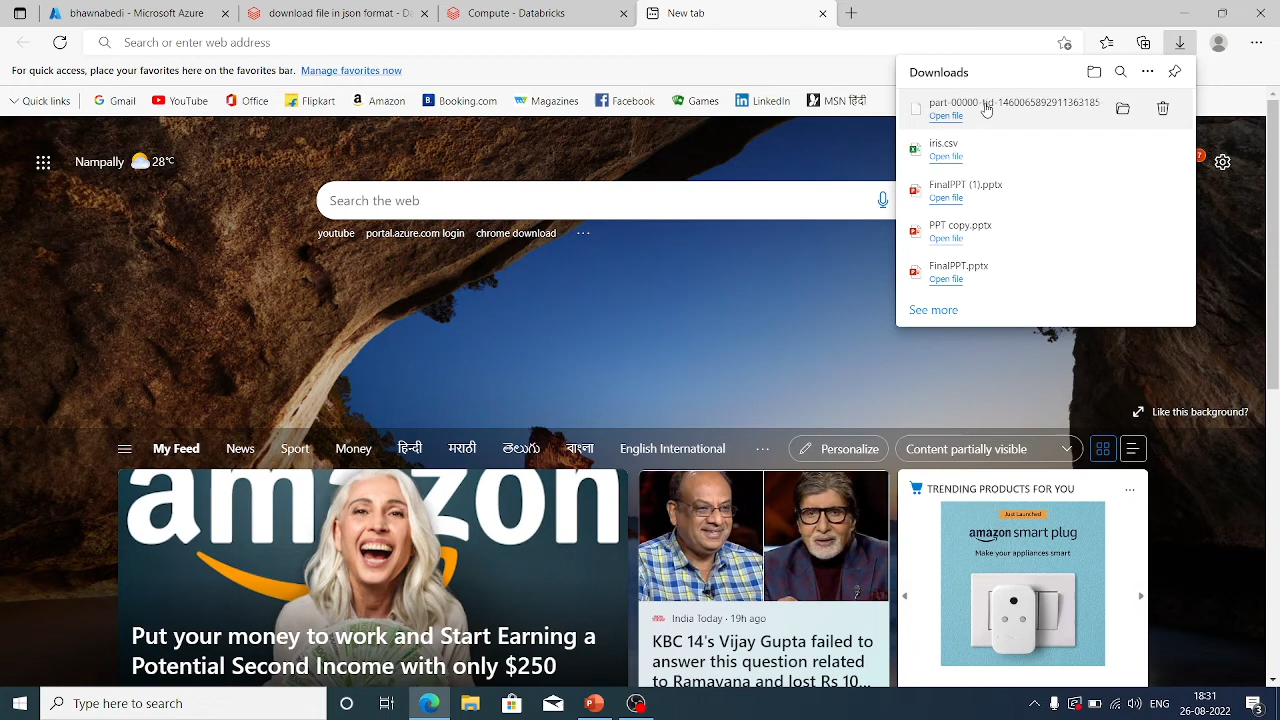 bhawnabedi - Microsoft Azure
download file in json format - Da
Compute - Databricks
New tab
Search or enter web address
For quick access, place your favorites here on the favorites bar. Manage favorites now
Downloads
Quick links
Gmail
YouTube
Office
Flipkart
Amazon
Booking.com
Magazines
Facebook
Games
LinkedIn
MSN हिंदी
part-00000-tid-1460065892911363185
Open file
iris.csv
Open file
FinalPPT (1).pptx
Open file
PPT copy.pptx
Open file
FinalPPT.pptx
Open file
See more
Nampally 28°C
7
Search the web
youtube portal.azure.com login chrome download ...
Like this background?
My Feed
News
Sport
Money
हिन्दी
मराठी
తెలుగు
বাংলা
English International
...
Personalize
Content partially visible
amazon
Put your money to work and Start Earning a
Potential Second Income with only $250
India Today · 19h ago
KBC 14's Vijay Gupta failed to
answer this question related
to Ramayana and lost Rs 10...
TRENDING PRODUCTS FOR YOU
Just Launched
amazon smart plug
Make your appliances smart
Type here to search
ENG
18:31
26-08-2022
3